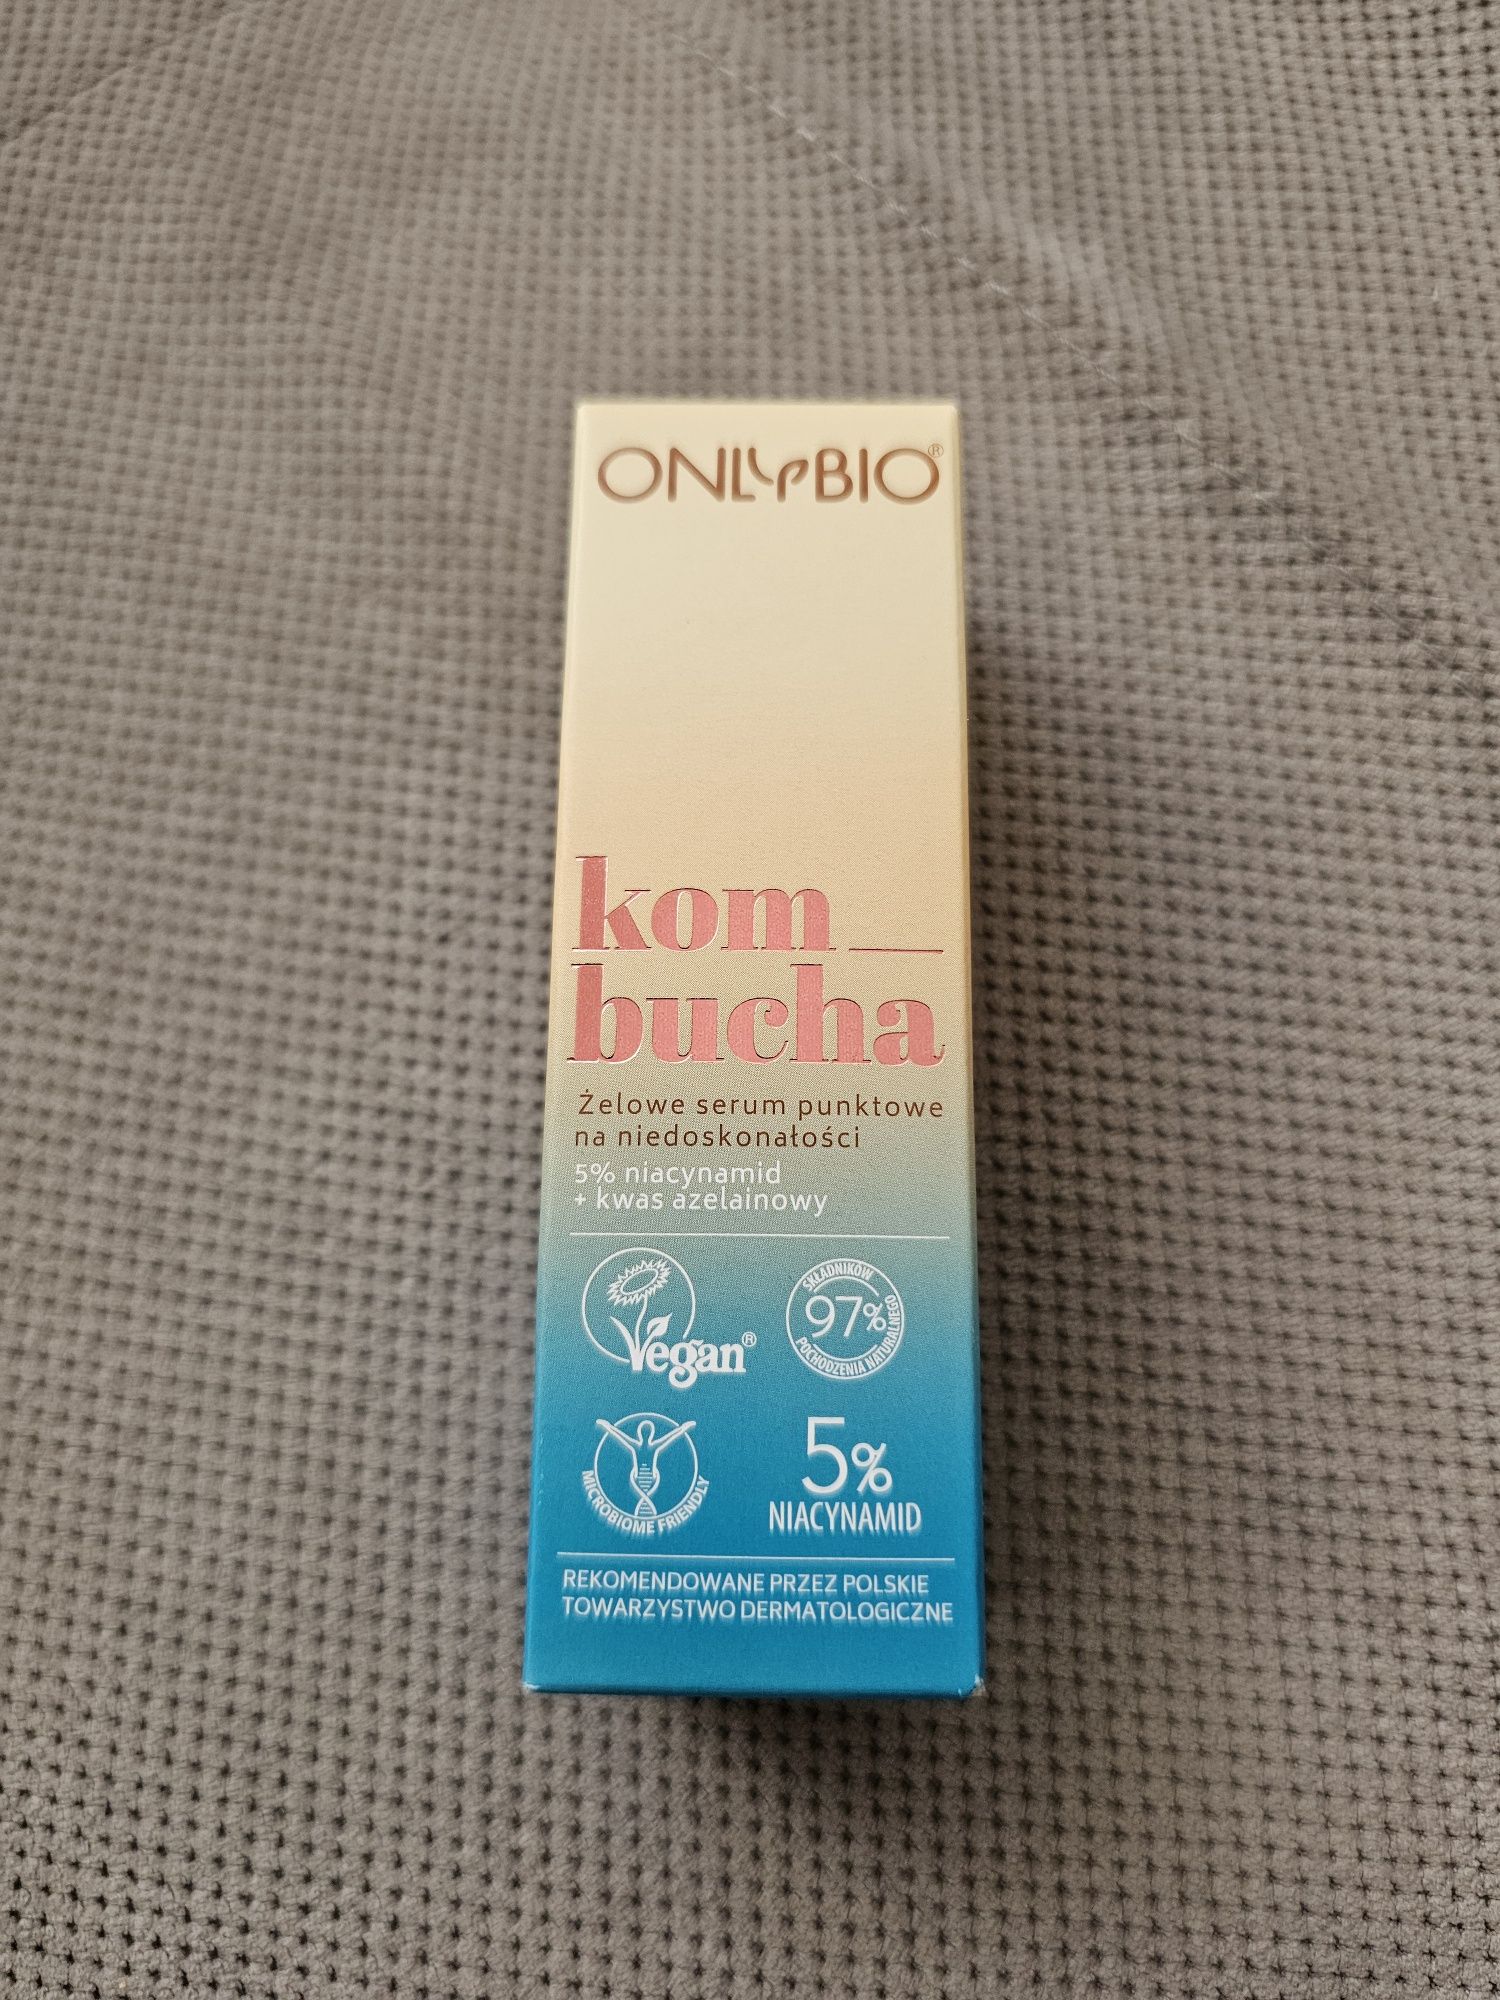 ONLYBIO®
kom_
bucha
Żelowe serum punktowe
na niedoskonałości
5% niacynamid
+ kwas azelainowy
Vegan®
SKŁADNIKÓW
97%
POCHODZENIA NATURALNEGO
MICROBIOME FRIENDLY
5%
NIACYNAMID
REKOMENDOWANE PRZEZ POLSKIE
TOWARZYSTWO DERMATOLOGICZNE